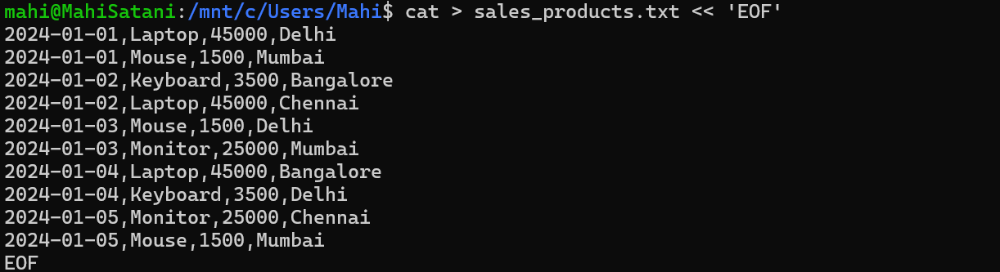 mahi@MahiSatani:/mnt/c/Users/Mahi$ cat > sales_products.txt << 'EOF'
2024-01-01,Laptop,45000,Delhi
2024-01-01,Mouse,1500,Mumbai
2024-01-02,Keyboard,3500,Bangalore
2024-01-02,Laptop,45000,Chennai
2024-01-03,Mouse,1500,Delhi
2024-01-03,Monitor,25000,Mumbai
2024-01-04,Laptop,45000,Bangalore
2024-01-04,Keyboard,3500,Delhi
2024-01-05,Monitor,25000,Chennai
2024-01-05,Mouse,1500,Mumbai
EOF